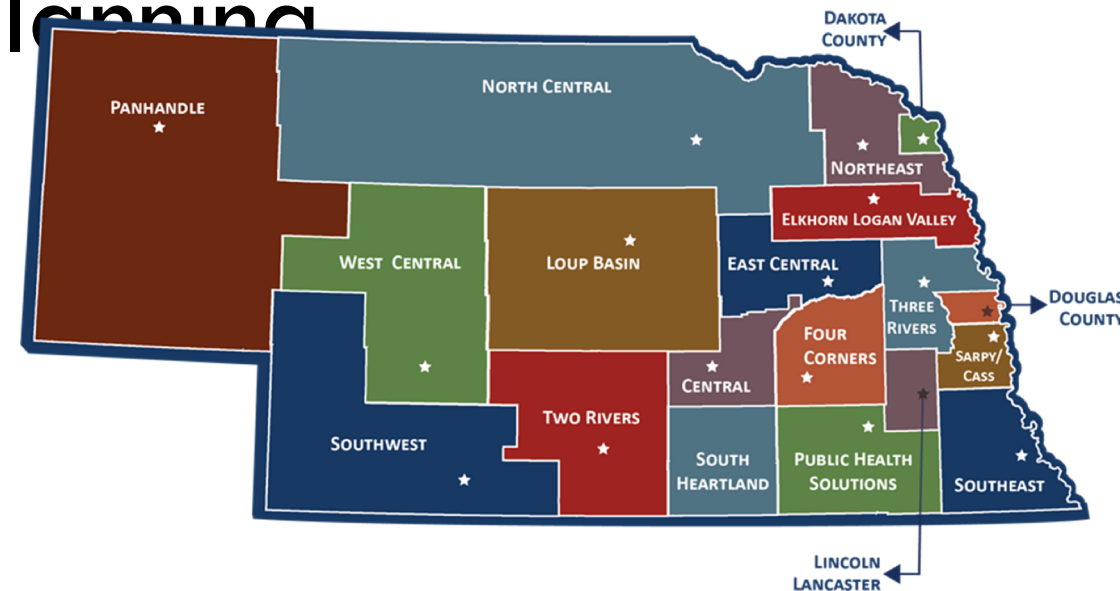 lanning
DAKOTA
COUNTY
PANHANDLE
NORTH CENTRAL
NORTHEAST
ELKHORN LOGAN VALLEY
WEST CENTRAL
LOUP BASIN
EAST CENTRAL
THREE
RIVERS
DOUGLAS
COUNTY
FOUR
CORNERS
SARPY/
CASS
CENTRAL
TWO RIVERS
SOUTHWEST
SOUTH
HEARTLAND
PUBLIC HEALTH
SOLUTIONS
SOUTHEAST
LINCOLN
LANCASTER